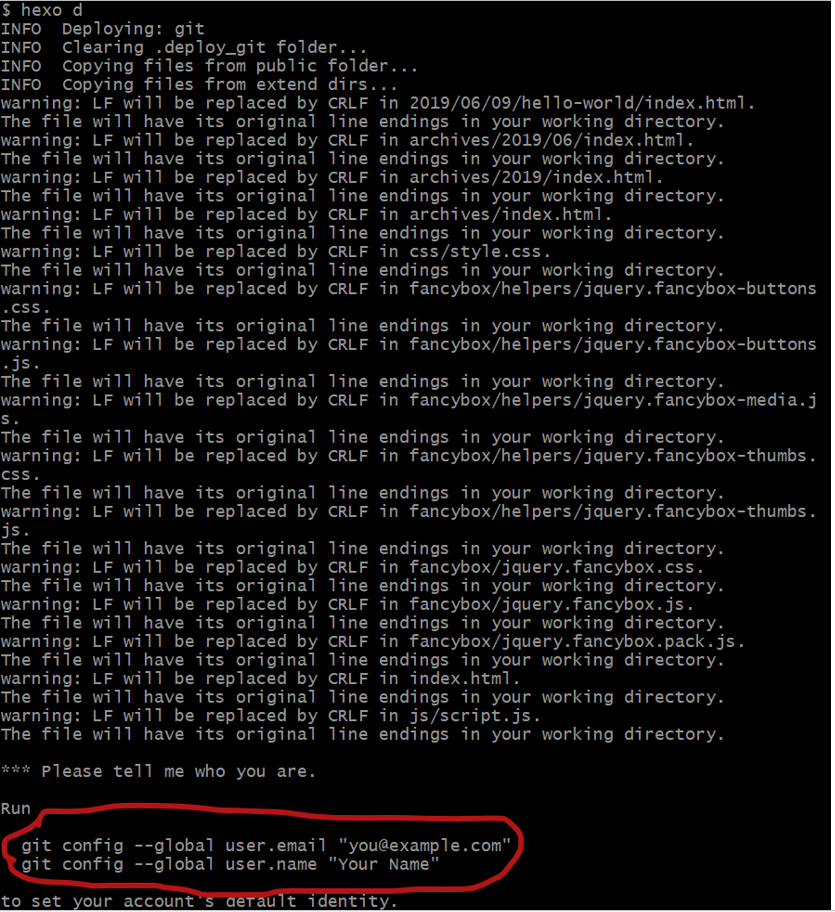 $ hexo d
INFO  Deploying: git
INFO  Clearing .deploy_git folder...
INFO  Copying files from public folder...
INFO  Copying files from extend dirs...
warning: LF will be replaced by CRLF in 2019/06/09/hello-world/index.html.
The file will have its original line endings in your working directory.
warning: LF will be replaced by CRLF in archives/2019/06/index.html.
The file will have its original line endings in your working directory.
warning: LF will be replaced by CRLF in archives/2019/index.html.
The file will have its original line endings in your working directory.
warning: LF will be replaced by CRLF in archives/index.html.
The file will have its original line endings in your working directory.
warning: LF will be replaced by CRLF in css/style.css.
The file will have its original line endings in your working directory.
warning: LF will be replaced by CRLF in fancybox/helpers/jquery.fancybox-buttons
.css.
The file will have its original line endings in your working directory.
warning: LF will be replaced by CRLF in fancybox/helpers/jquery.fancybox-buttons
.js.
The file will have its original line endings in your working directory.
warning: LF will be replaced by CRLF in fancybox/helpers/jquery.fancybox-media.j
s.
The file will have its original line endings in your working directory.
warning: LF will be replaced by CRLF in fancybox/helpers/jquery.fancybox-thumbs.
css.
The file will have its original line endings in your working directory.
warning: LF will be replaced by CRLF in fancybox/helpers/jquery.fancybox-thumbs.
js.
The file will have its original line endings in your working directory.
warning: LF will be replaced by CRLF in fancybox/jquery.fancybox.css.
The file will have its original line endings in your working directory.
warning: LF will be replaced by CRLF in fancybox/jquery.fancybox.js.
The file will have its original line endings in your working directory.
warning: LF will be replaced by CRLF in fancybox/jquery.fancybox.pack.js.
The file will have its original line endings in your working directory.
warning: LF will be replaced by CRLF in index.html.
The file will have its original line endings in your working directory.
warning: LF will be replaced by CRLF in js/script.js.
The file will have its original line endings in your working directory.
*** Please tell me who you are.
Run
git config --global user.email "you@example.com"
git config --global user.name "Your Name"
to set your account's default identity.